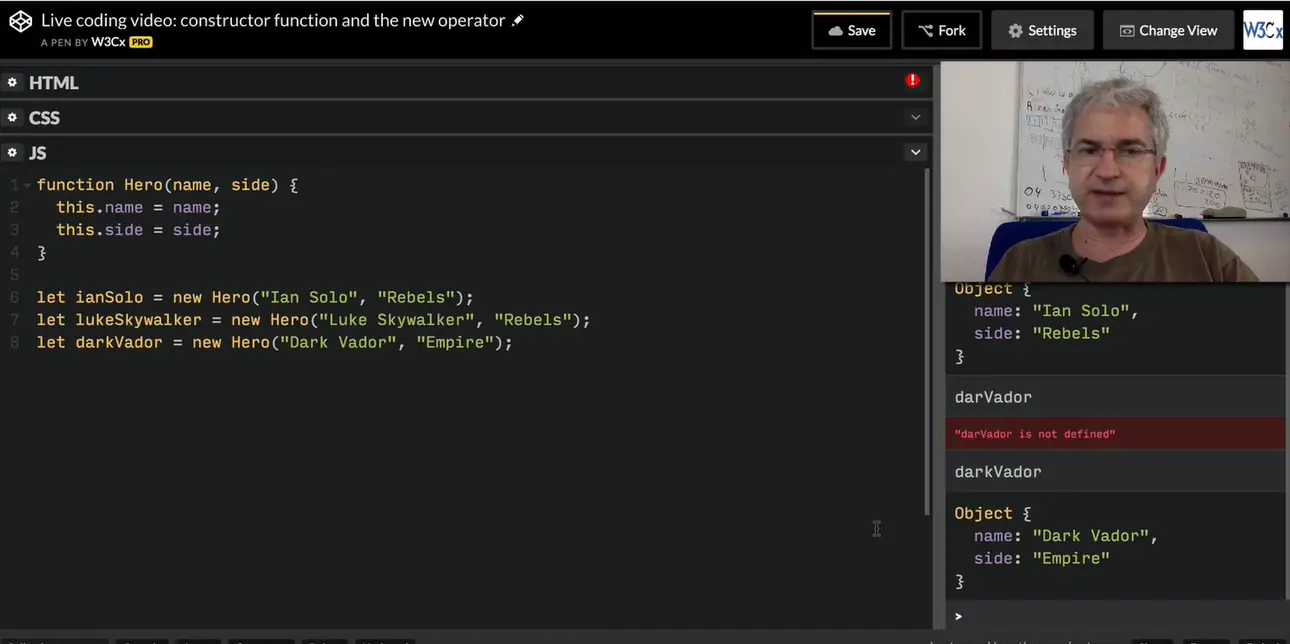 Live coding video: constructor function and the new operator
A PEN BY W3Cx PRO
Save
Fork
Settings
Change View
W3Cx
HTML
CSS
JS
1 function Hero(name, side) {
2 this.name = name;
3 this.side = side;
4 }
5
6 let ianSolo = new Hero("Ian Solo", "Rebels");
7 let lukeSkywalker = new Hero("Luke Skywalker", "Rebels");
8 let darkVador = new Hero("Dark Vador", "Empire");
Object {
name: "Ian Solo",
side: "Rebels"
}
darVador
"darVador is not defined"
darkVador
Object {
name: "Dark Vador",
side: "Empire"
}
>